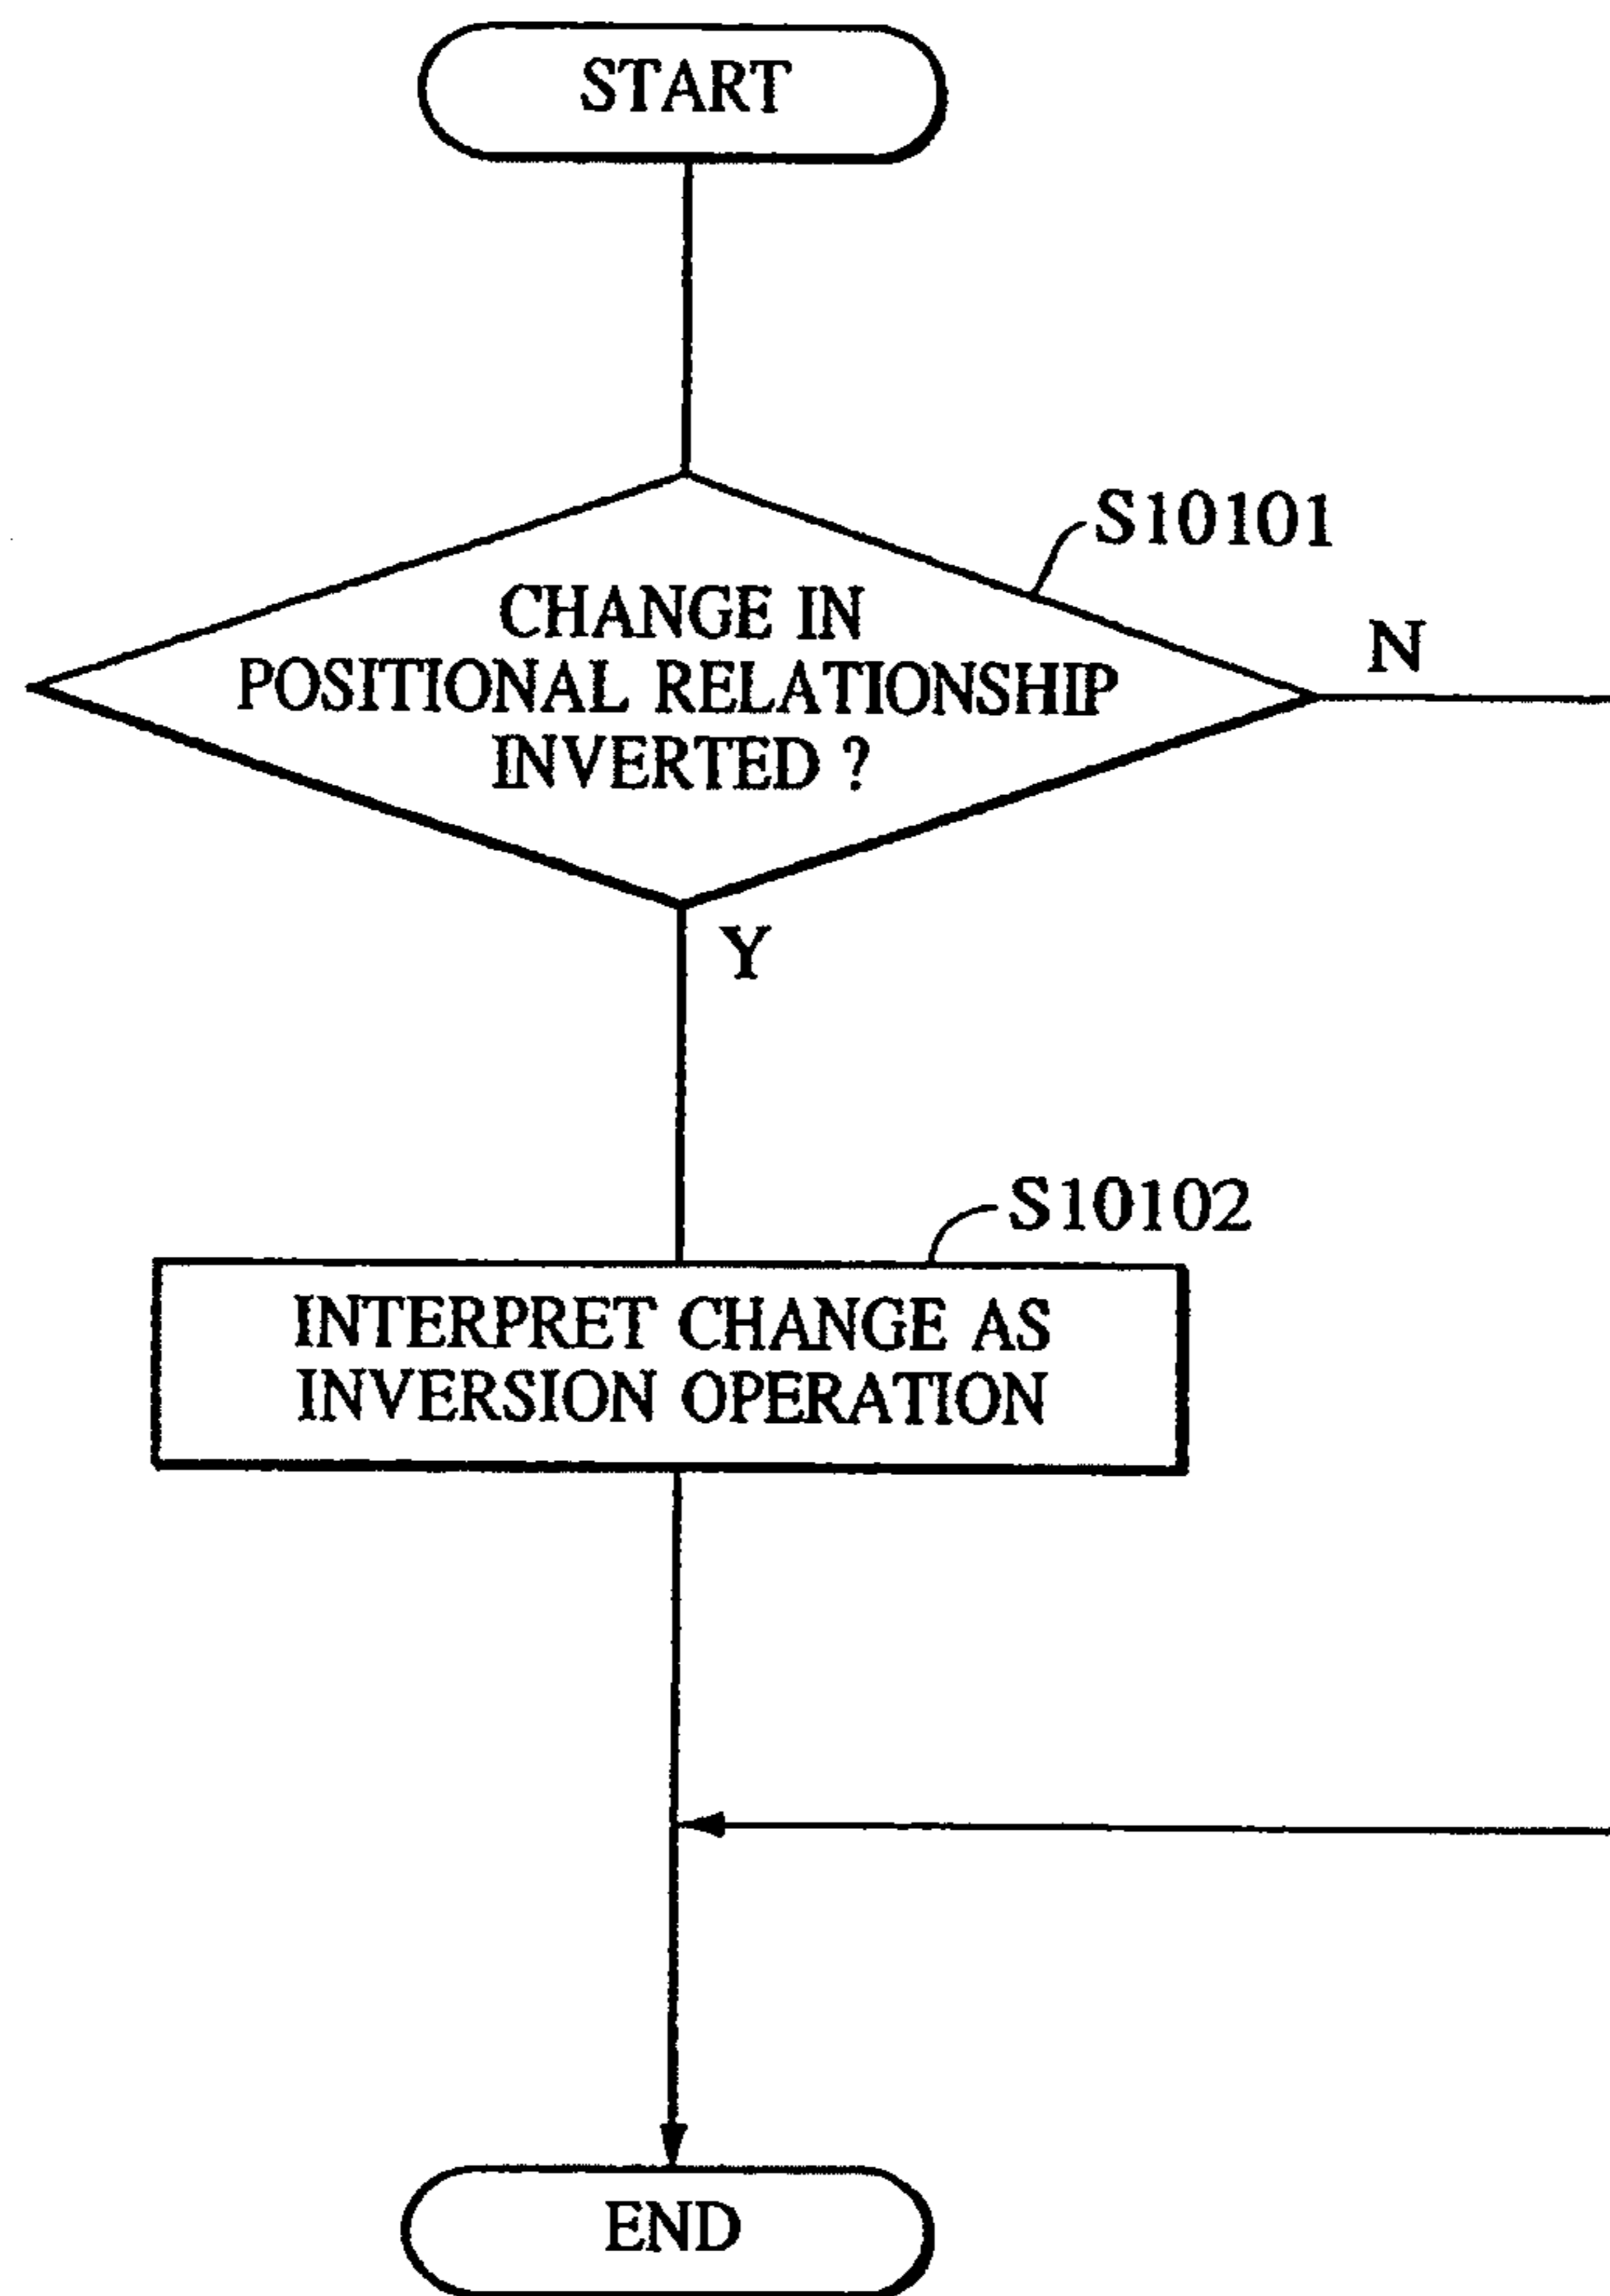 START
S10101
CHANGE IN
N
POSITIONAL RELATIONSHIP
INVERTED ?
Y
S10102
INTERPRET CHANGE AS
INVERSION OPERATION
END